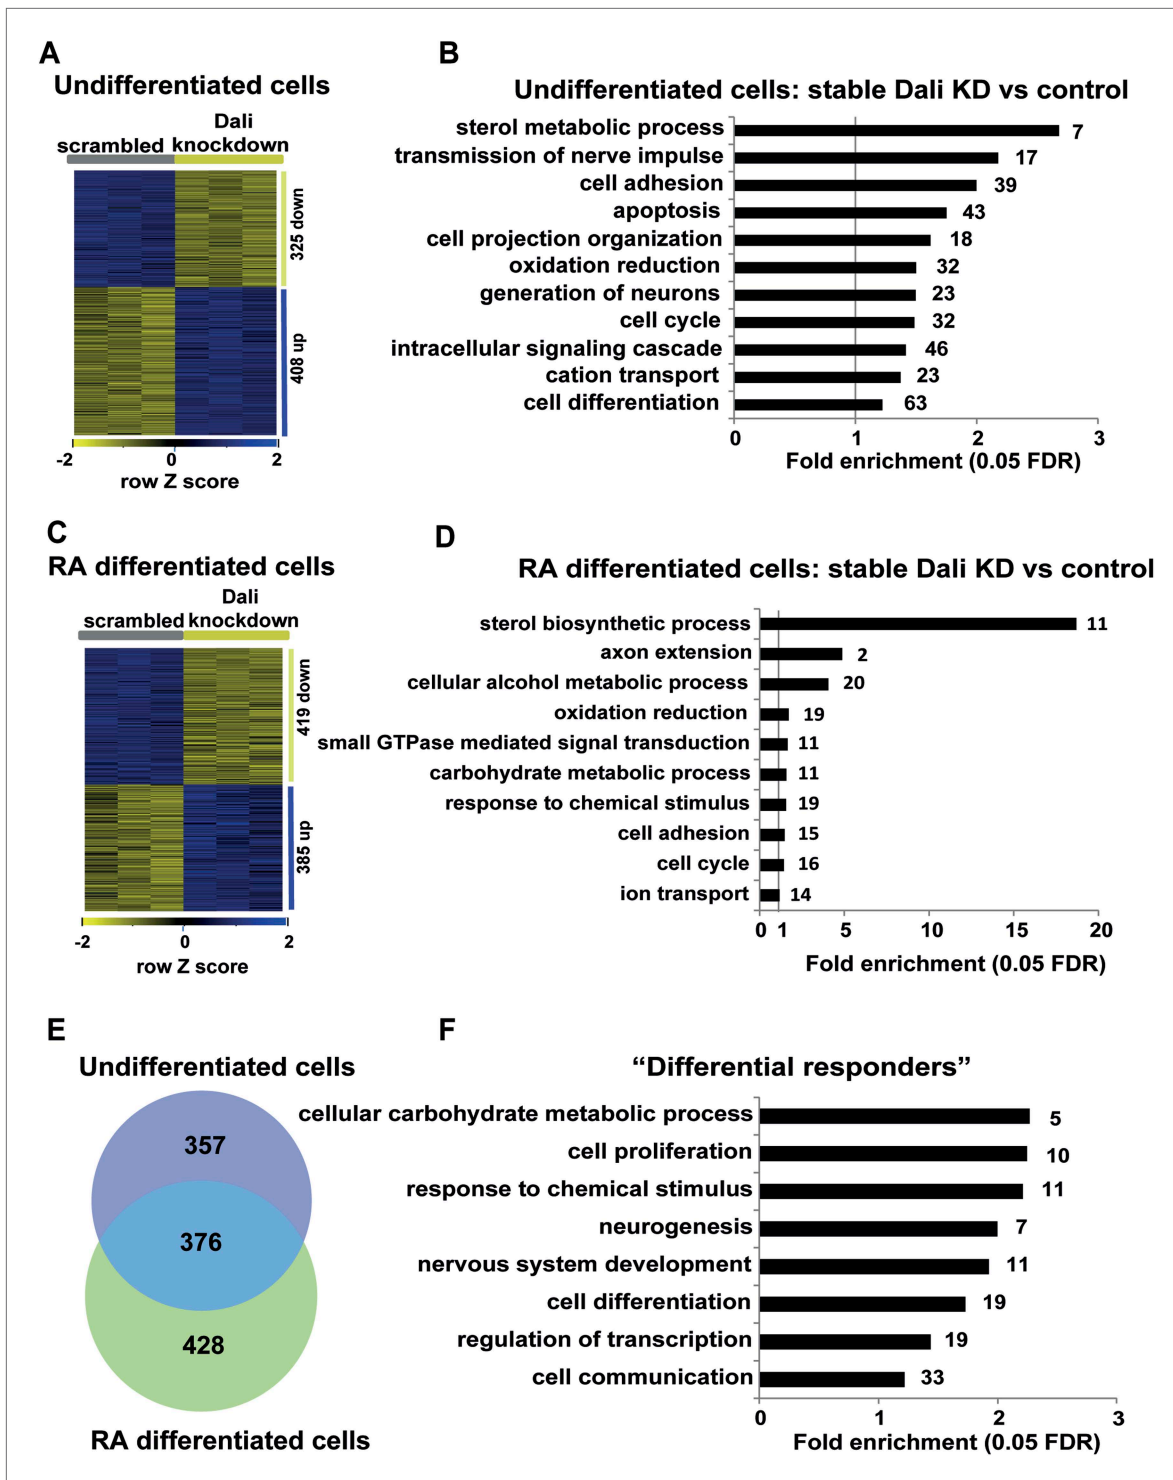 A
Undifferentiated cells
scrambled
Dali
knockdown
325 down
408 up
-2 0 2
row Z score
B
Undifferentiated cells: stable Dali KD vs control
sterol metabolic process 7
transmission of nerve impulse 17
cell adhesion 39
apoptosis 43
cell projection organization 18
oxidation reduction 32
generation of neurons 23
cell cycle 32
intracellular signaling cascade 46
cation transport 23
cell differentiation 63
0 1 2 3
Fold enrichment (0.05 FDR)
C
RA differentiated cells
scrambled
Dali
knockdown
419 down
385 up
-2 0 2
row Z score
D
RA differentiated cells: stable Dali KD vs control
sterol biosynthetic process 11
axon extension 2
cellular alcohol metabolic process 20
oxidation reduction 19
small GTPase mediated signal transduction 11
carbohydrate metabolic process 11
response to chemical stimulus 19
cell adhesion 15
cell cycle 16
ion transport 14
0 1 5 10 15 20
Fold enrichment (0.05 FDR)
E
Undifferentiated cells
357
376
428
RA differentiated cells
F
“Differential responders”
cellular carbohydrate metabolic process 5
cell proliferation 10
response to chemical stimulus 11
neurogenesis 7
nervous system development 11
cell differentiation 19
regulation of transcription 19
cell communication 33
0 1 2 3
Fold enrichment (0.05 FDR)